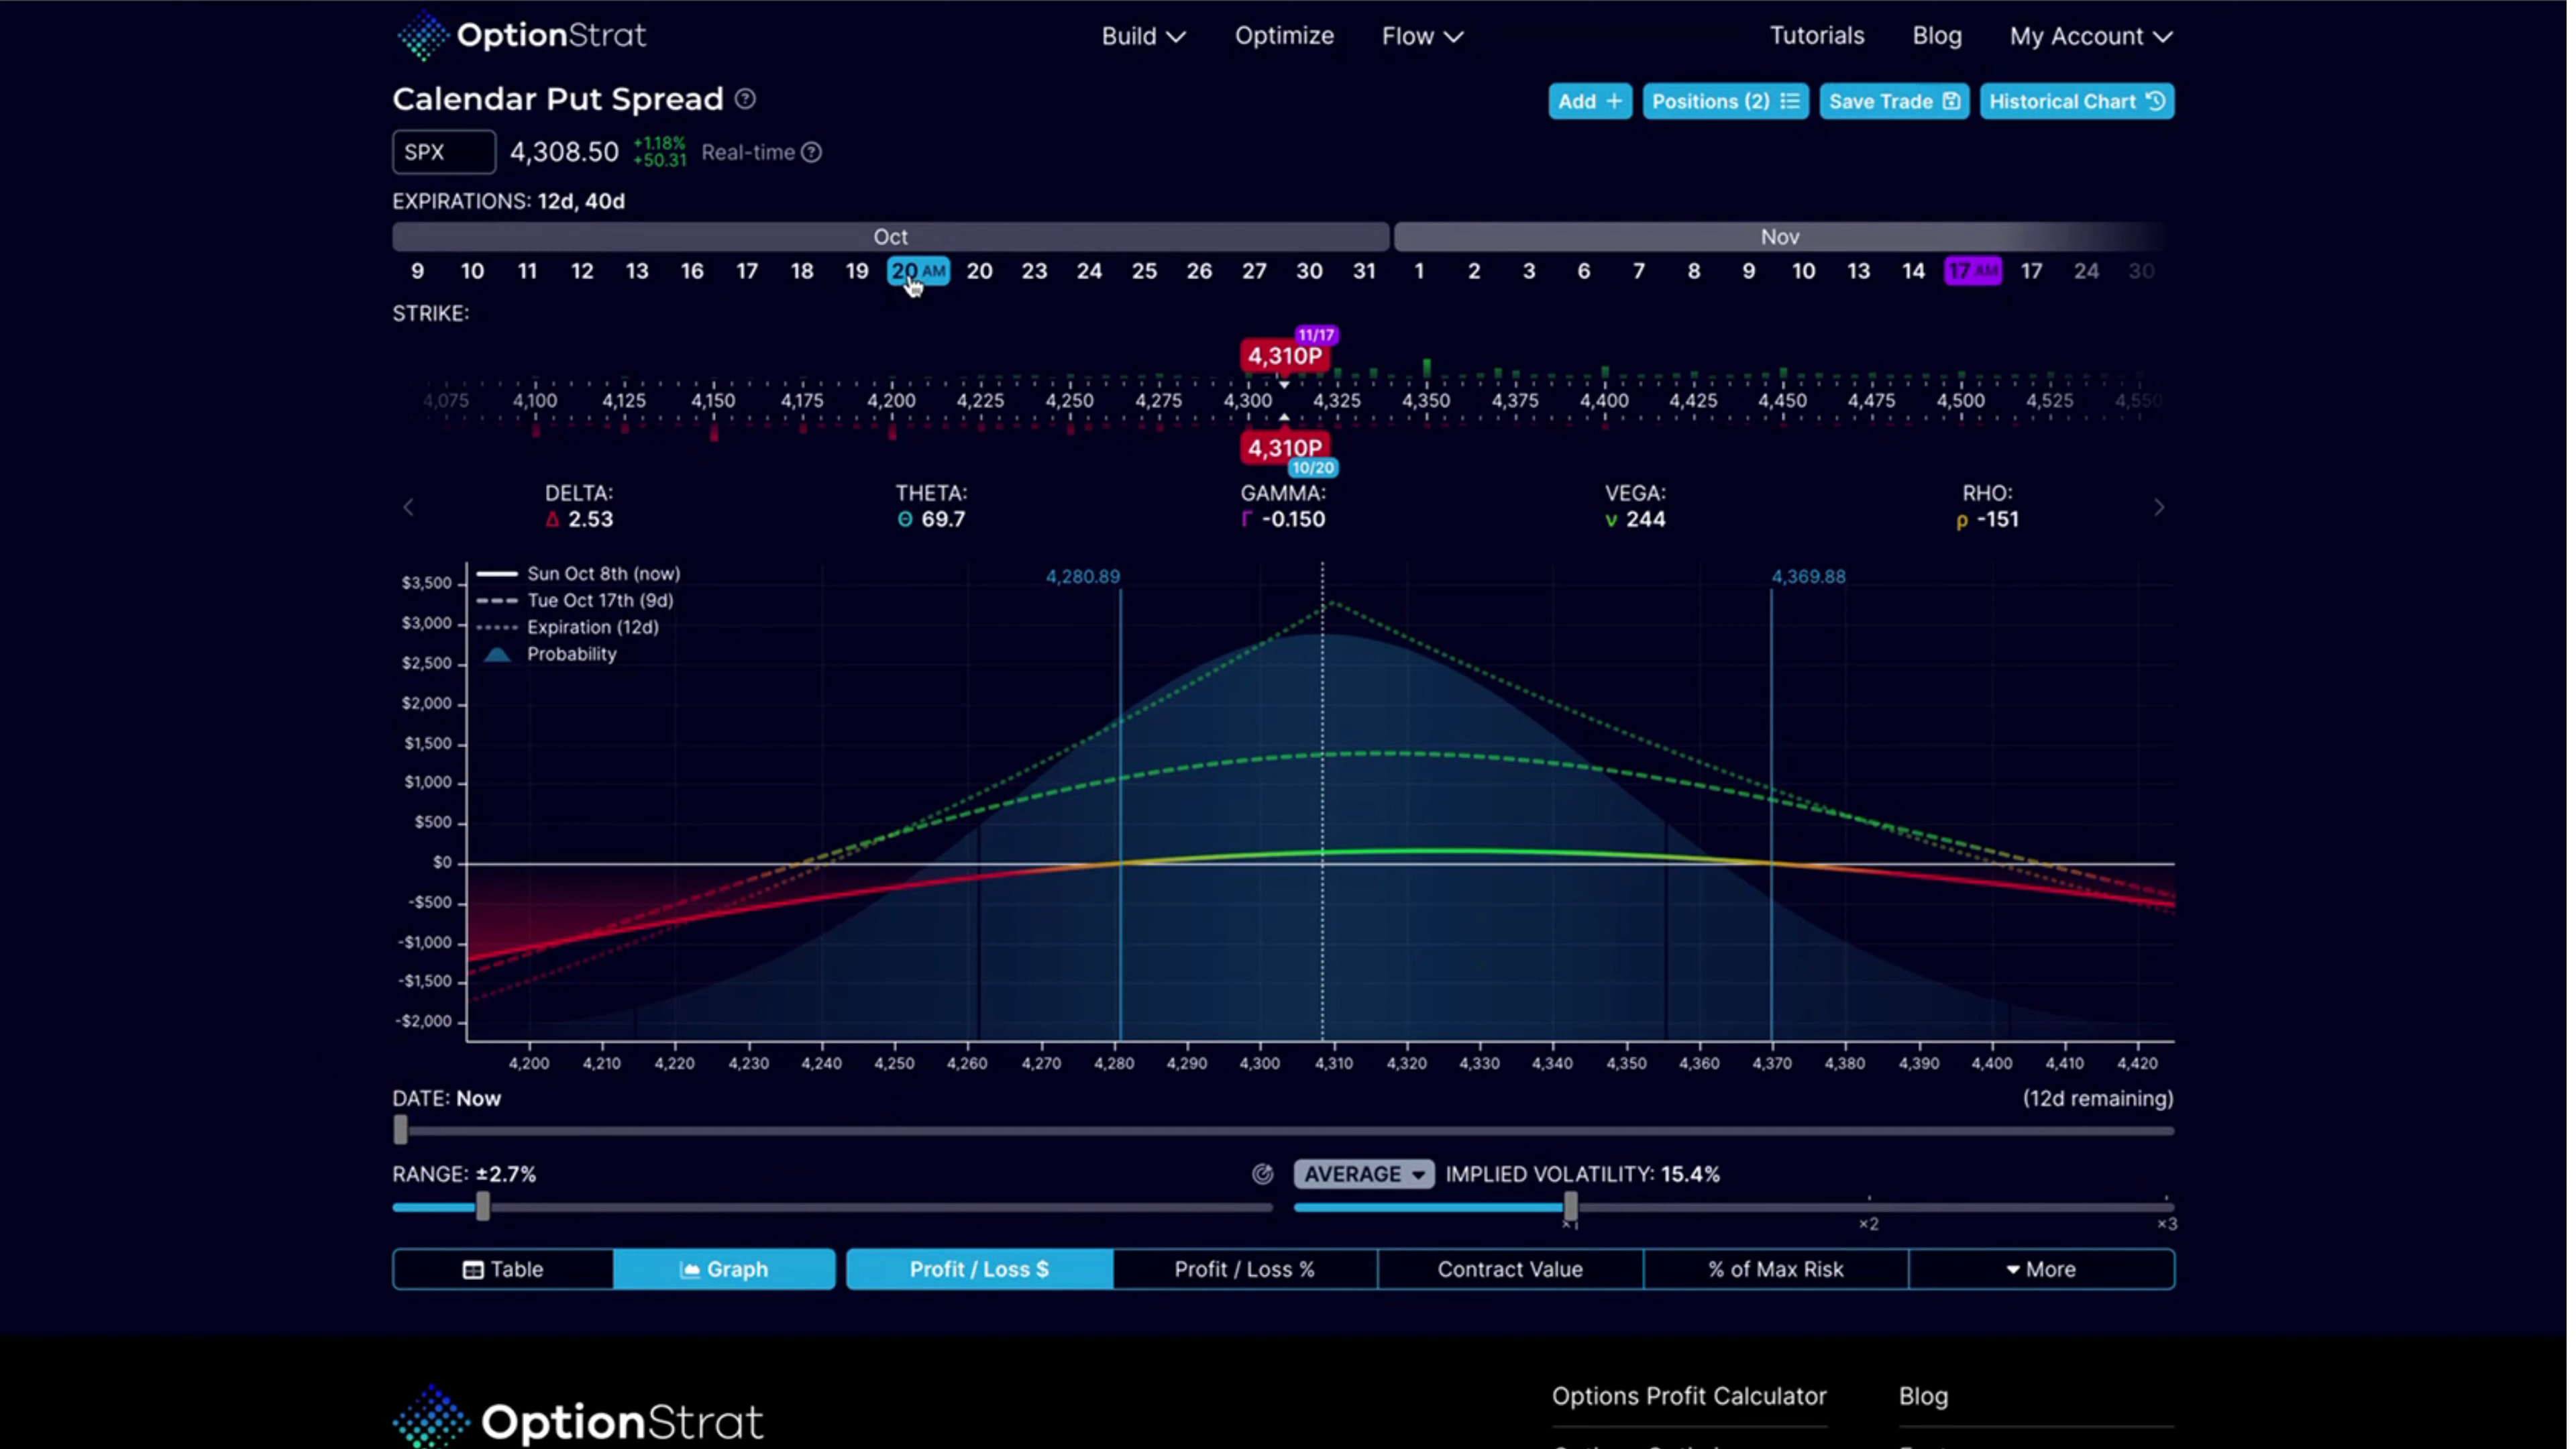 OptionStrat
Build Optimize Flow Tutorials Blog My Account
Calendar Put Spread ?
Add + Positions (2) Save Trade Historical Chart
SPX 4,308.50 +1.18% +50.31 Real-time ?
EXPIRATIONS: 12d, 40d
Oct Nov
9 10 11 12 13 16 17 18 19 20 AM 20 23 24 25 26 27 30 31 1 2 3 6 7 8 9 10 13 14 17 AM 17 24 30
STRIKE:
11/17
4,310P
4,075 4,100 4,125 4,150 4,175 4,200 4,225 4,250 4,275 4,300 4,325 4,350 4,375 4,400 4,425 4,450 4,475 4,500 4,525 4,550
4,310P
10/20
DELTA: THETA: GAMMA: VEGA: RHO:
Δ 2.53 Θ 69.7 Γ -0.150 ν 244 ρ -151
4,280.89 4,369.88
Sun Oct 8th (now)
Tue Oct 17th (9d)
Expiration (12d)
Probability
$3,500
$3,000
$2,500
$2,000
$1,500
$1,000
$500
$0
-$500
-$1,000
-$1,500
-$2,000
4,200 4,210 4,220 4,230 4,240 4,250 4,260 4,270 4,280 4,290 4,300 4,310 4,320 4,330 4,340 4,350 4,360 4,370 4,380 4,390 4,400 4,410 4,420
DATE: Now (12d remaining)
RANGE: ±2.7% AVERAGE IMPLIED VOLATILITY: 15.4%
×1 ×2 ×3
Table Graph Profit / Loss $ Profit / Loss % Contract Value % of Max Risk More
OptionStrat
Options Profit Calculator Blog